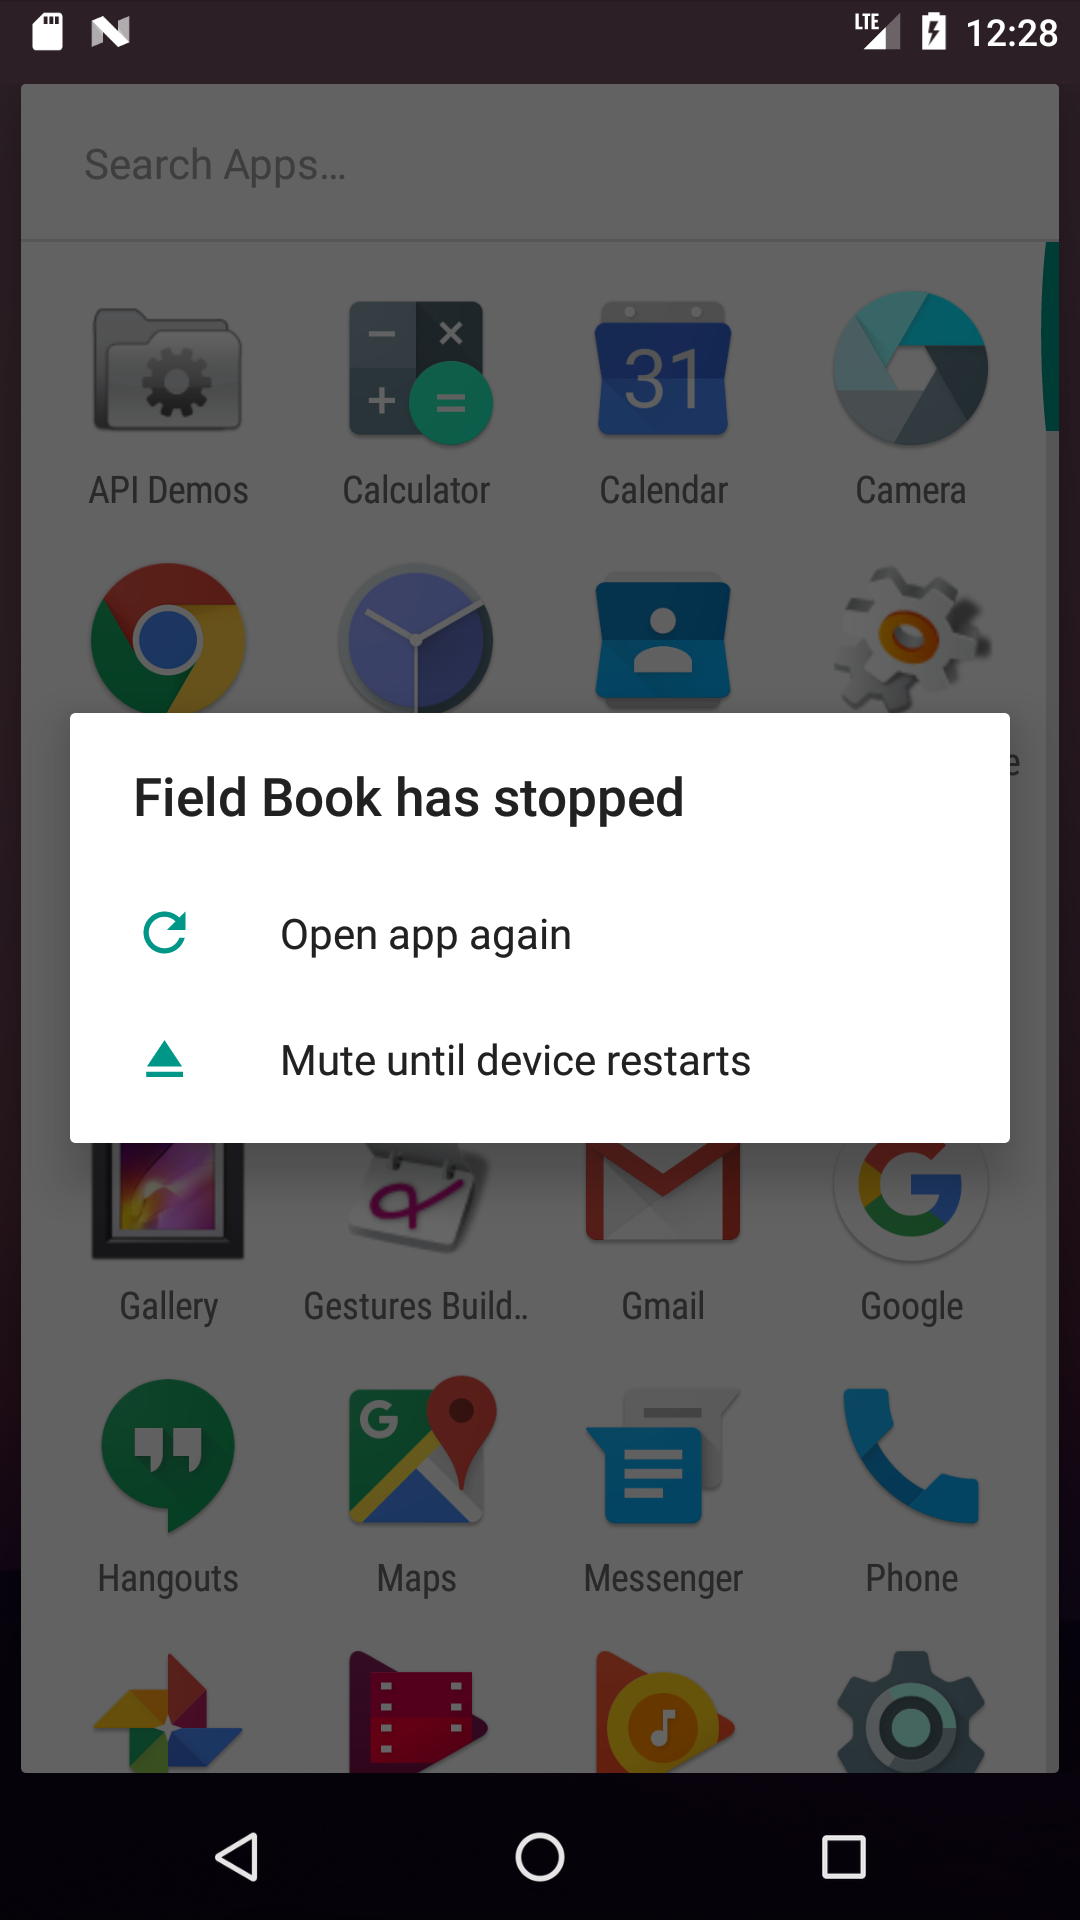 LTE 12:28
Search Apps...
31
API Demos Calculator Calendar Camera
e
Field Book has stopped
Open app again
Mute until device restarts
Gallery Gestures Build.. Gmail Google
G
Hangouts Maps Messenger Phone